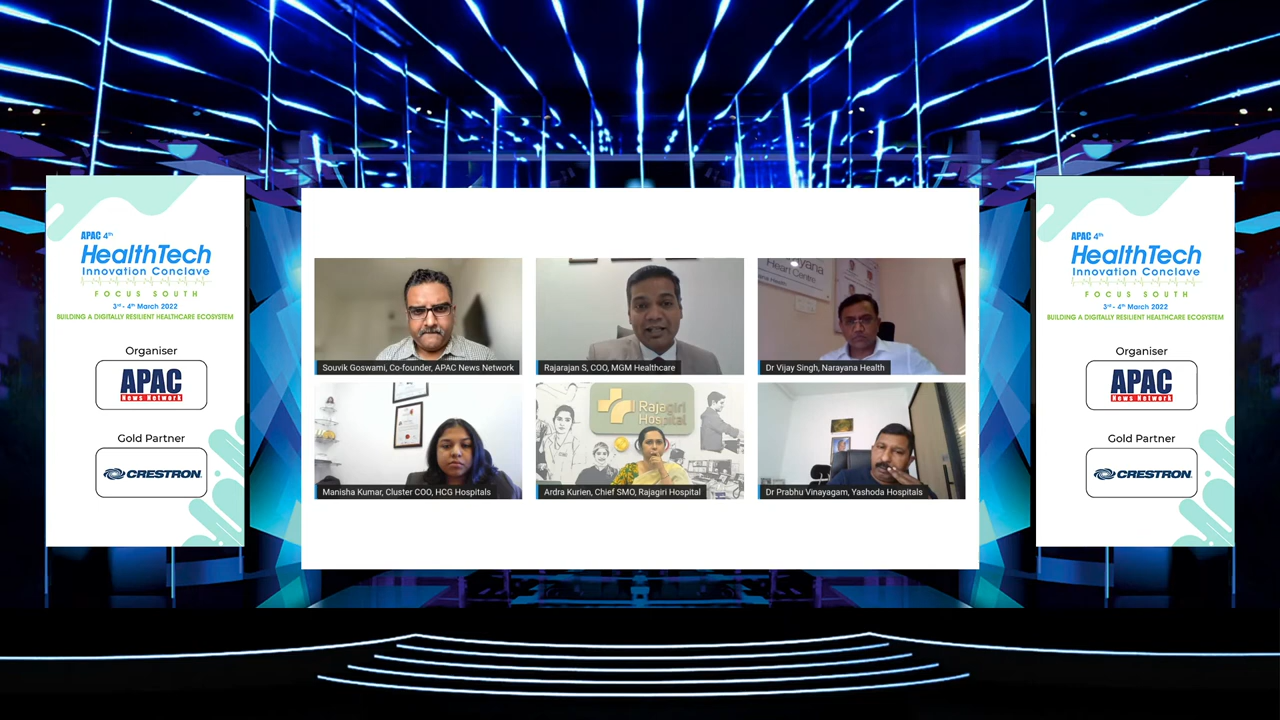 APAC 4th
HealthTech
Innovation Conclave
FOCUS SOUTH
3rd - 4th March 2022
BUILDING A DIGITALLY RESILIENT HEALTHCARE ECOSYSTEM
Organiser
APAC
News Network
Gold Partner
CRESTRON
Souvik Goswami, Co-founder, APAC News Network
Rajarajan S, COO, MGM Healthcare
Heart Centre
Dr Vijay Singh, Narayana Health
Manisha Kumar, Cluster COO, HCG Hospitals
Rajagiri
Hospital
Ardra Kurien, Chief SMO, Rajagiri Hospital
Dr Prabhu Vinayagam, Yashoda Hospitals
APAC 4th
HealthTech
Innovation Conclave
FOCUS SOUTH
3rd - 4th March 2022
BUILDING A DIGITALLY RESILIENT HEALTHCARE ECOSYSTEM
Organiser
APAC
News Network
Gold Partner
CRESTRON